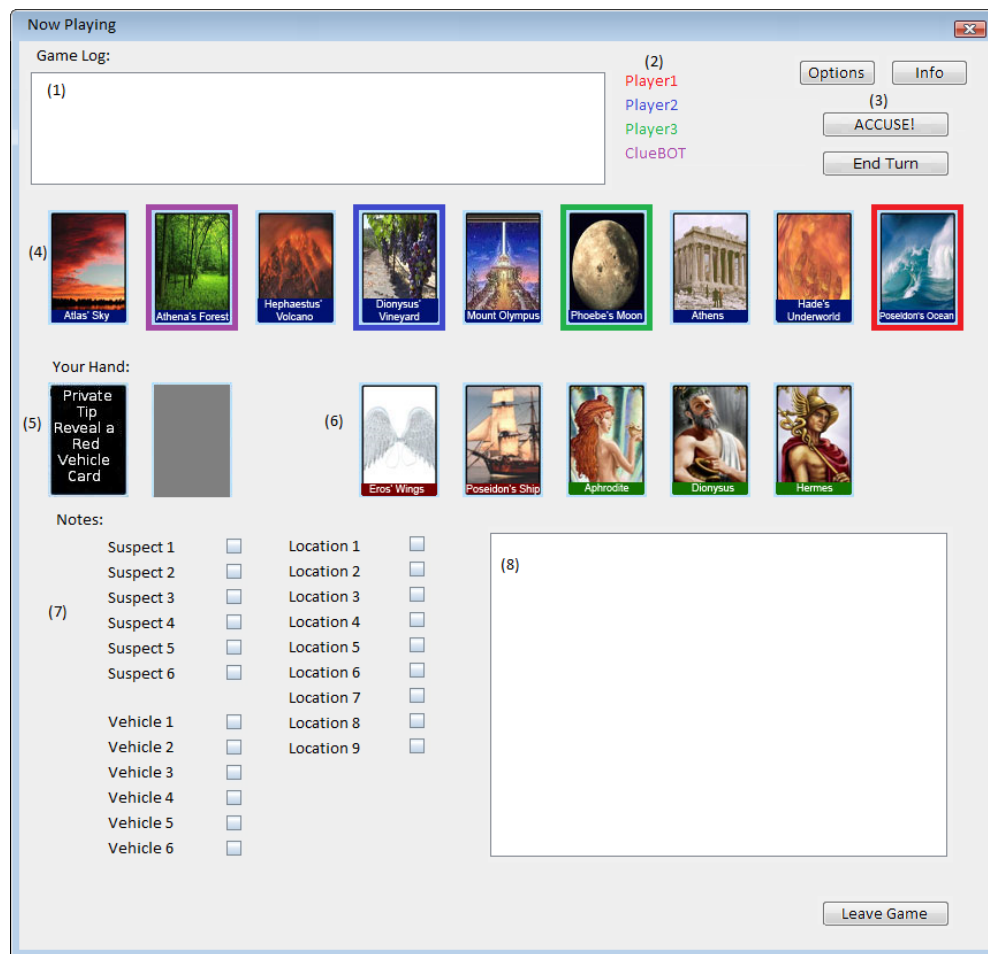 Now Playing
Game Log:
(1)
(2)
Player1
Player2
Player3
ClueBOT
Options Info
(3)
ACCUSE!
End Turn
(4)
Atlas' Sky
Athena's Forest
Hephaestus'
Volcano
Dionysus'
Vineyard
Mount Olympus
Phoebe's Moon
Athens
Hade's
Underworld
Poseidon's Ocean
Your Hand:
(5)
Private
Tip
Reveal a
Red
Vehicle
Card
(6)
Eros' Wings
Poseidon's Ship
Aphrodite
Dionysus
Hermes
Notes:
(7)
Suspect 1
Suspect 2
Suspect 3
Suspect 4
Suspect 5
Suspect 6
Vehicle 1
Vehicle 2
Vehicle 3
Vehicle 4
Vehicle 5
Vehicle 6
Location 1
Location 2
Location 3
Location 4
Location 5
Location 6
Location 7
Location 8
Location 9
(8)
Leave Game